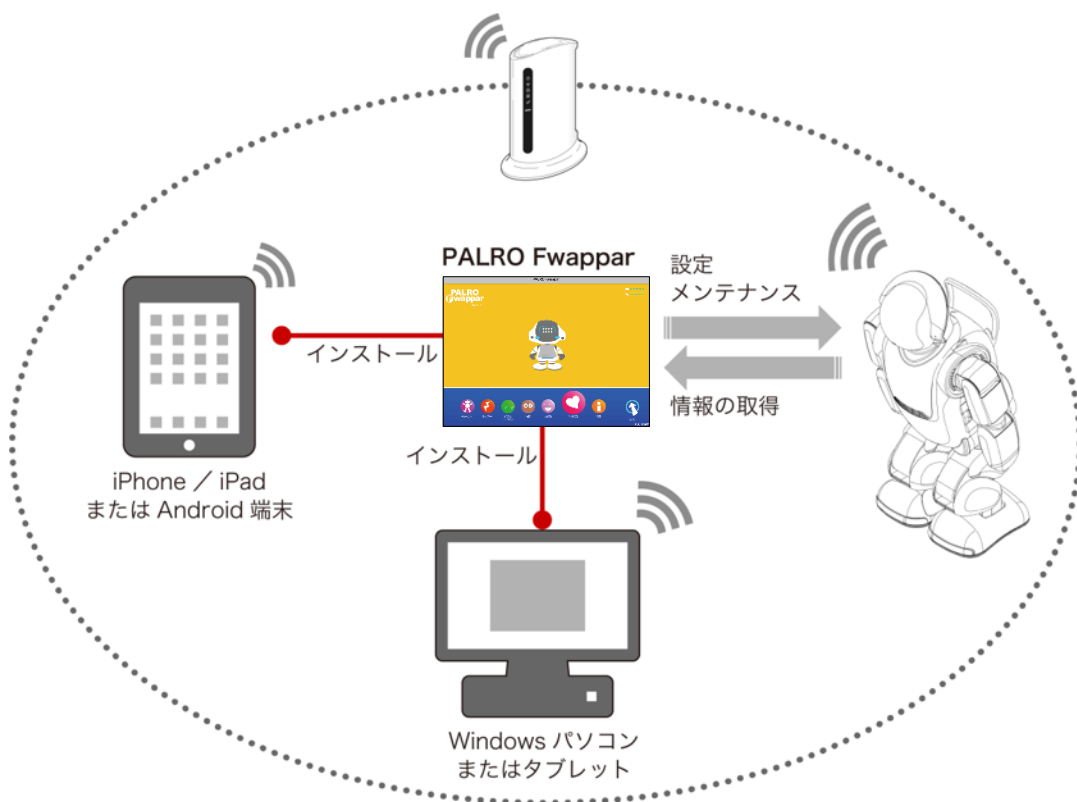 PALRO Fwappar
PALRO
Fwappar
設定
メンテナンス
インストール
情報の取得
インストール
iPhone ／ iPad
または Android 端末
Windows パソコン
またはタブレット